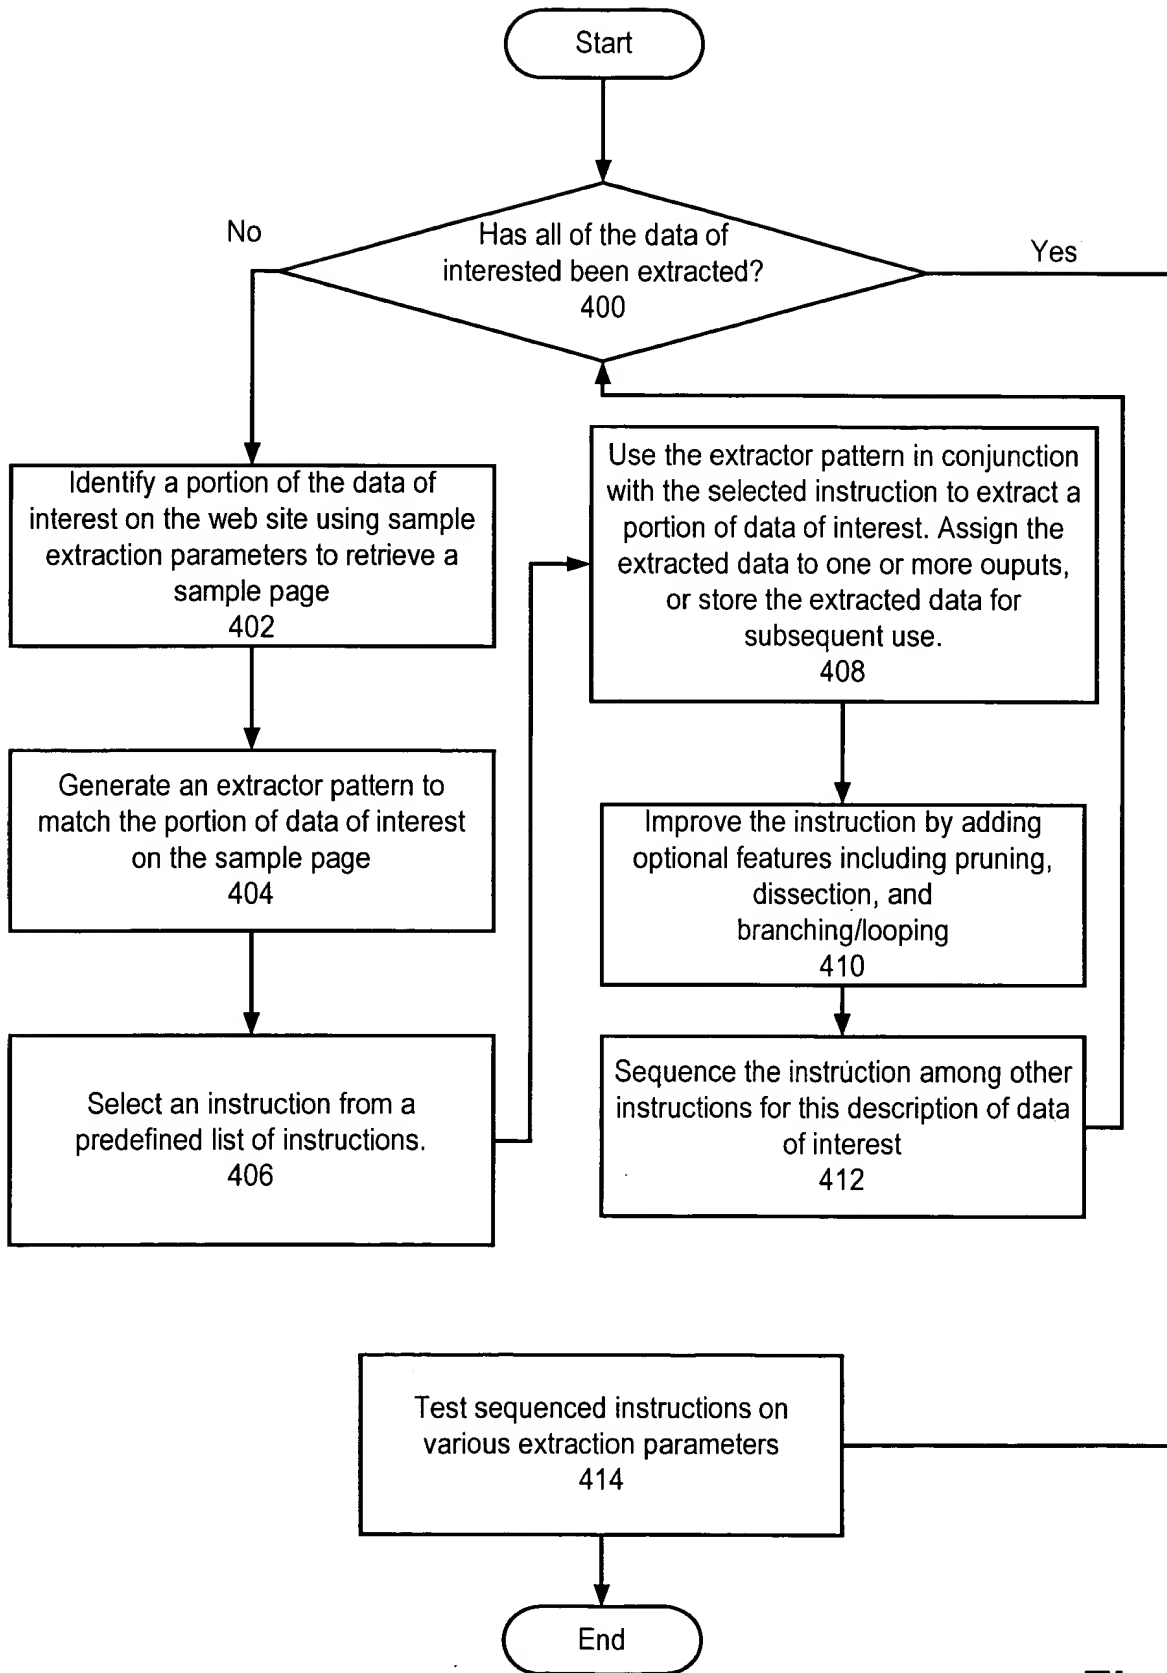 Start
No
Has all of the data of
interested been extracted?
400
Yes
Identify a portion of the data of
interest on the web site using sample
extraction parameters to retrieve a
sample page
402
Generate an extractor pattern to
match the portion of data of interest
on the sample page
404
Select an instruction from a
predefined list of instructions.
406
Use the extractor pattern in conjunction
with the selected instruction to extract a
portion of data of interest. Assign the
extracted data to one or more ouputs,
or store the extracted data for
subsequent use.
408
Improve the instruction by adding
optional features including pruning,
dissection, and
branching/looping
410
Sequence the instruction among other
instructions for this description of data
of interest
412
Test sequenced instructions on
various extraction parameters
414
End